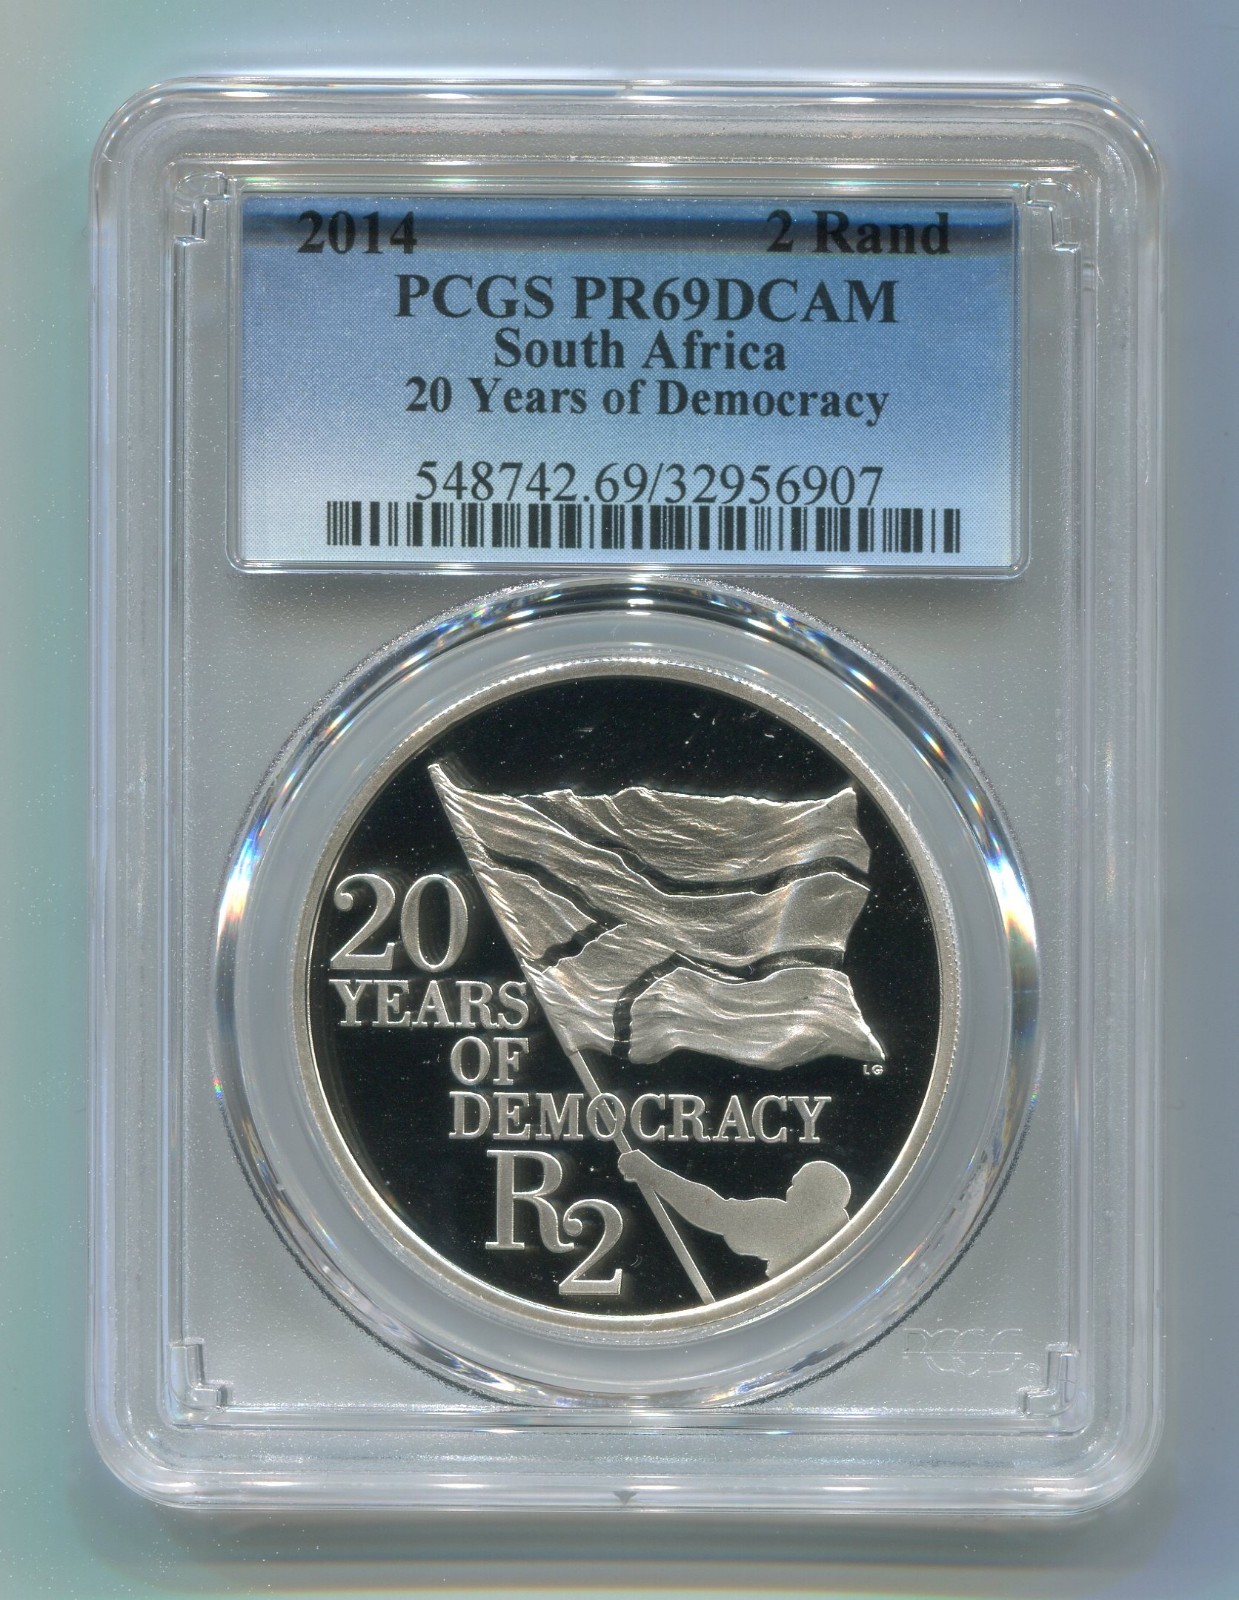 2014 2 Rand
PCGS PR69DCAM
South Africa
20 Years of Democracy
548742.69/32956907
20
YEARS
OF
DEMOCRACY
R2
LG
PCGS